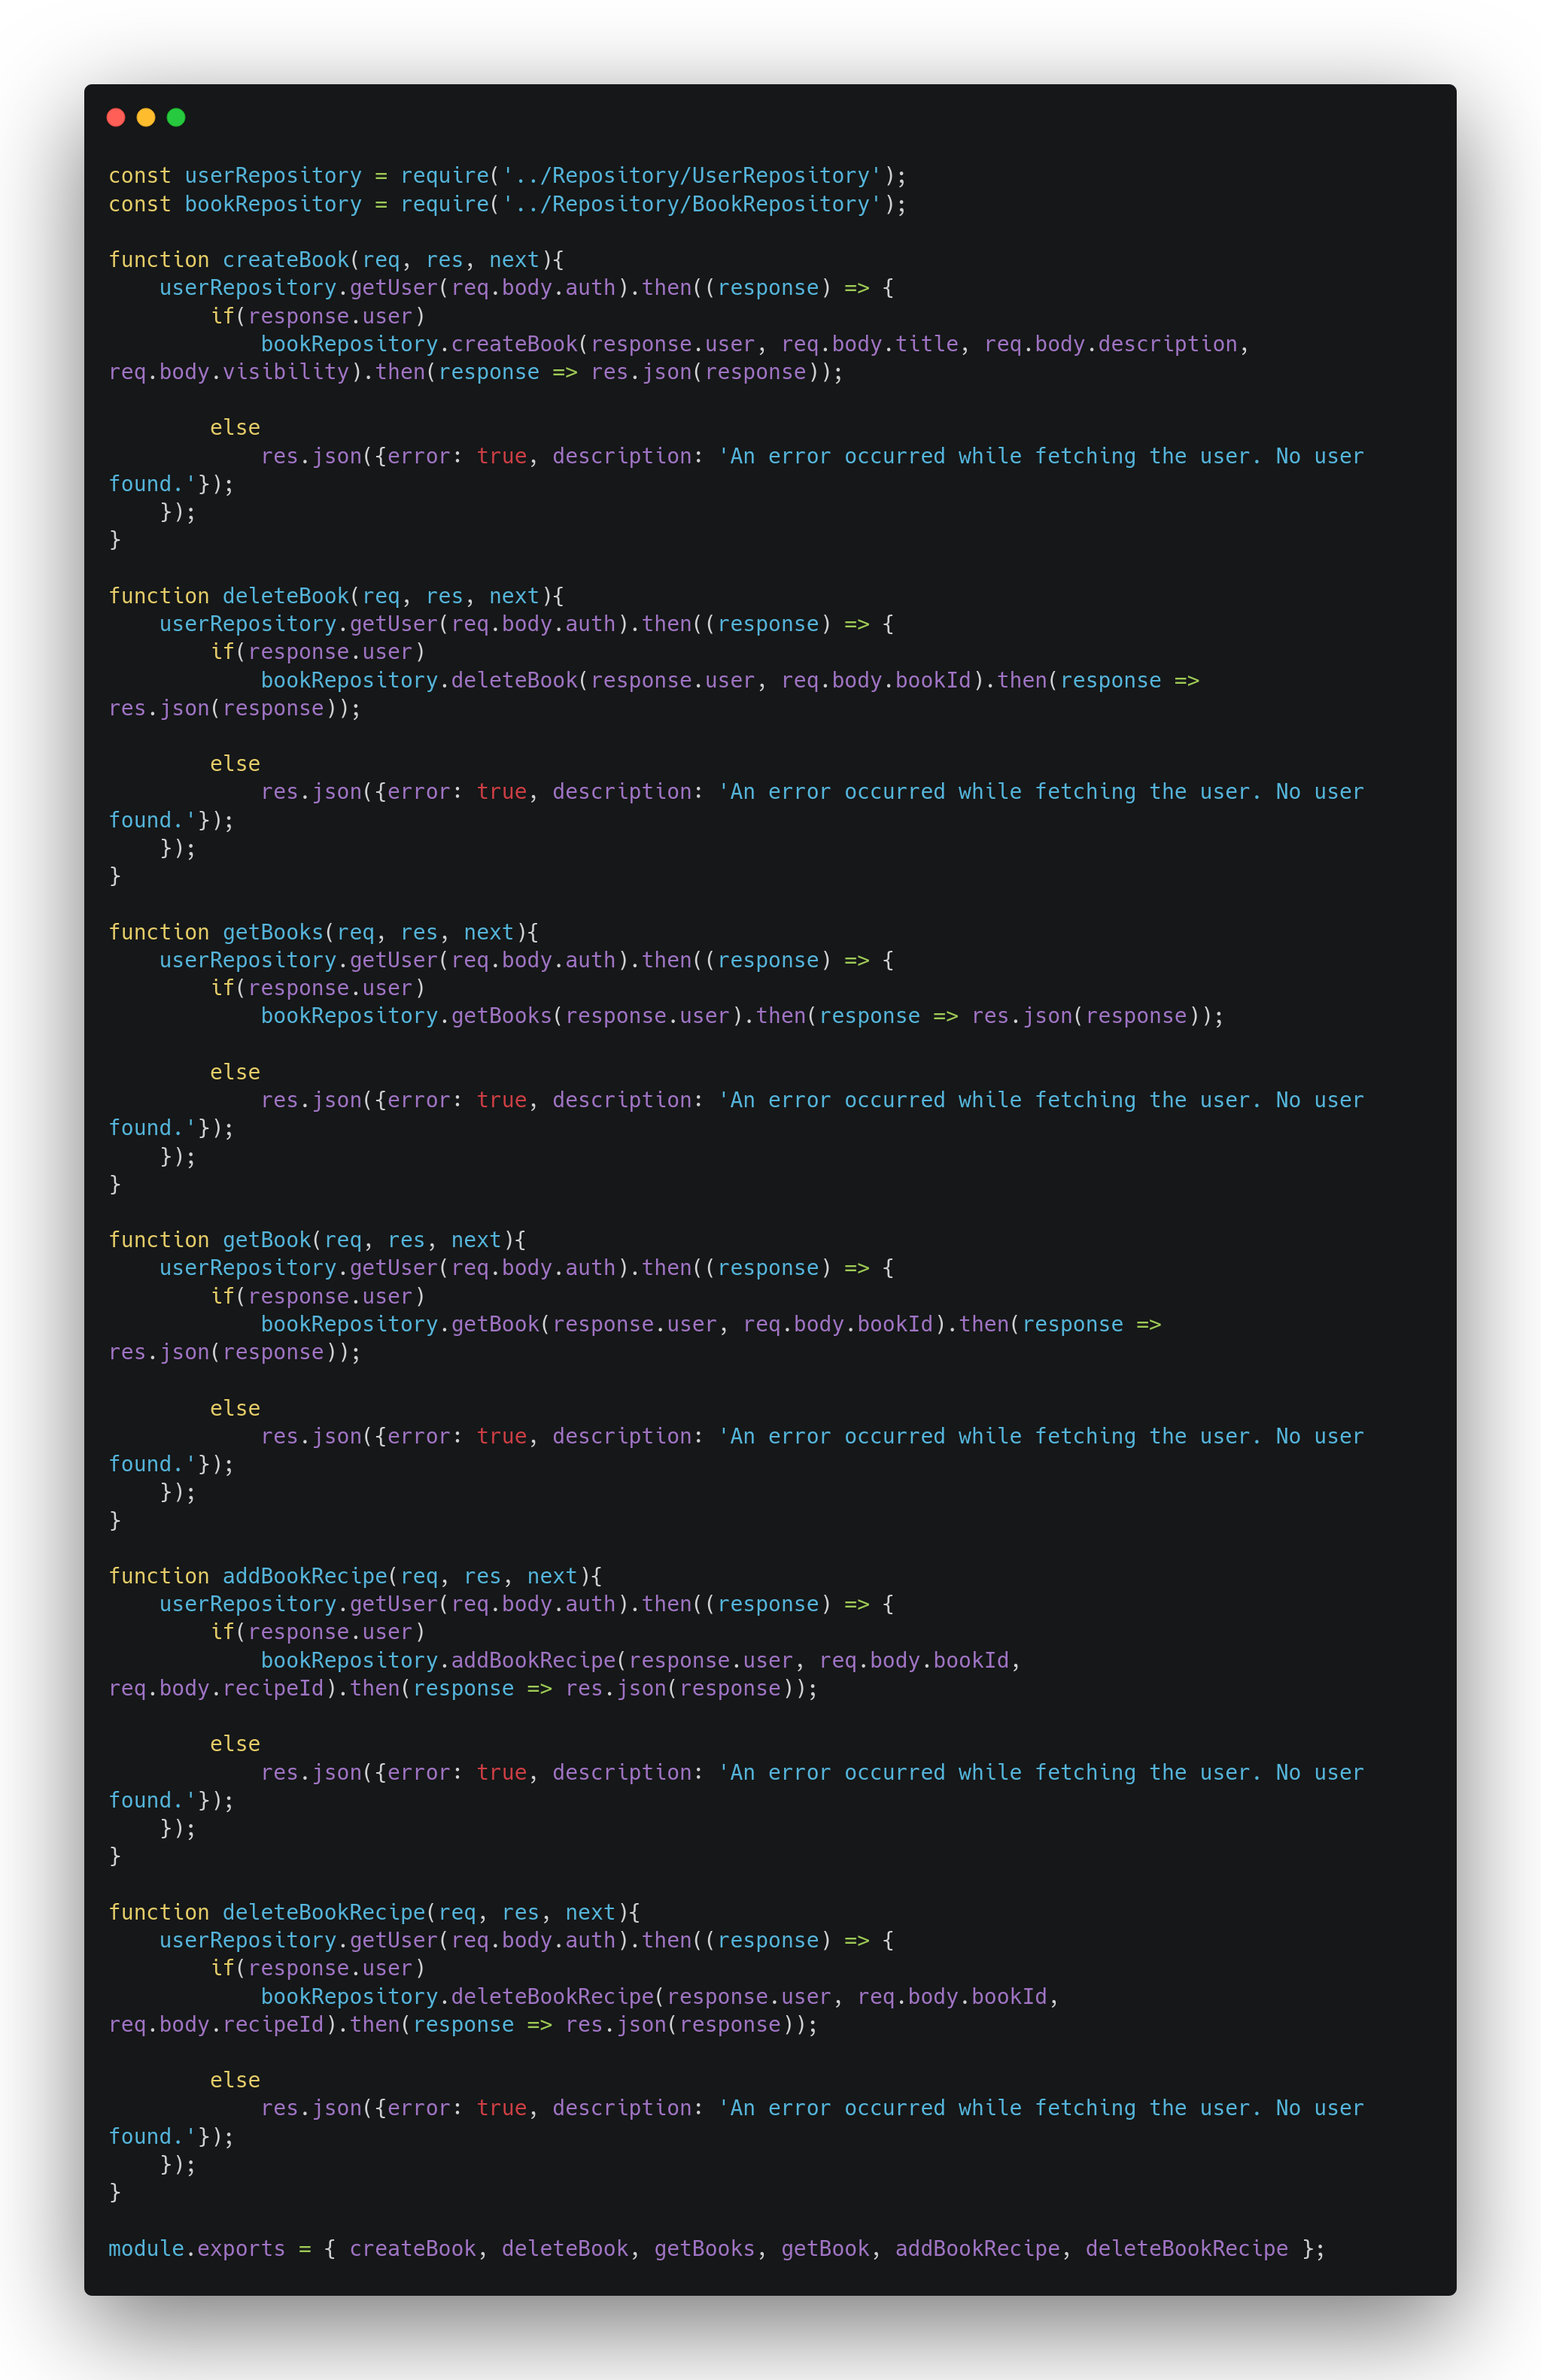 const userRepository = require('../Repository/UserRepository');
const bookRepository = require('../Repository/BookRepository');

function createBook(req, res, next){
    userRepository.getUser(req.body.auth).then((response) => {
        if(response.user)
            bookRepository.createBook(response.user, req.body.title, req.body.description,
req.body.visibility).then(response => res.json(response));

        else
            res.json({error: true, description: 'An error occurred while fetching the user. No user
found.'});
    });
}

function deleteBook(req, res, next){
    userRepository.getUser(req.body.auth).then((response) => {
        if(response.user)
            bookRepository.deleteBook(response.user, req.body.bookId).then(response =>
res.json(response));

        else
            res.json({error: true, description: 'An error occurred while fetching the user. No user
found.'});
    });
}

function getBooks(req, res, next){
    userRepository.getUser(req.body.auth).then((response) => {
        if(response.user)
            bookRepository.getBooks(response.user).then(response => res.json(response));

        else
            res.json({error: true, description: 'An error occurred while fetching the user. No user
found.'});
    });
}

function getBook(req, res, next){
    userRepository.getUser(req.body.auth).then((response) => {
        if(response.user)
            bookRepository.getBook(response.user, req.body.bookId).then(response =>
res.json(response));

        else
            res.json({error: true, description: 'An error occurred while fetching the user. No user
found.'});
    });
}

function addBookRecipe(req, res, next){
    userRepository.getUser(req.body.auth).then((response) => {
        if(response.user)
            bookRepository.addBookRecipe(response.user, req.body.bookId,
req.body.recipeId).then(response => res.json(response));

        else
            res.json({error: true, description: 'An error occurred while fetching the user. No user
found.'});
    });
}

function deleteBookRecipe(req, res, next){
    userRepository.getUser(req.body.auth).then((response) => {
        if(response.user)
            bookRepository.deleteBookRecipe(response.user, req.body.bookId,
req.body.recipeId).then(response => res.json(response));

        else
            res.json({error: true, description: 'An error occurred while fetching the user. No user
found.'});
    });
}

module.exports = { createBook, deleteBook, getBooks, getBook, addBookRecipe, deleteBookRecipe };